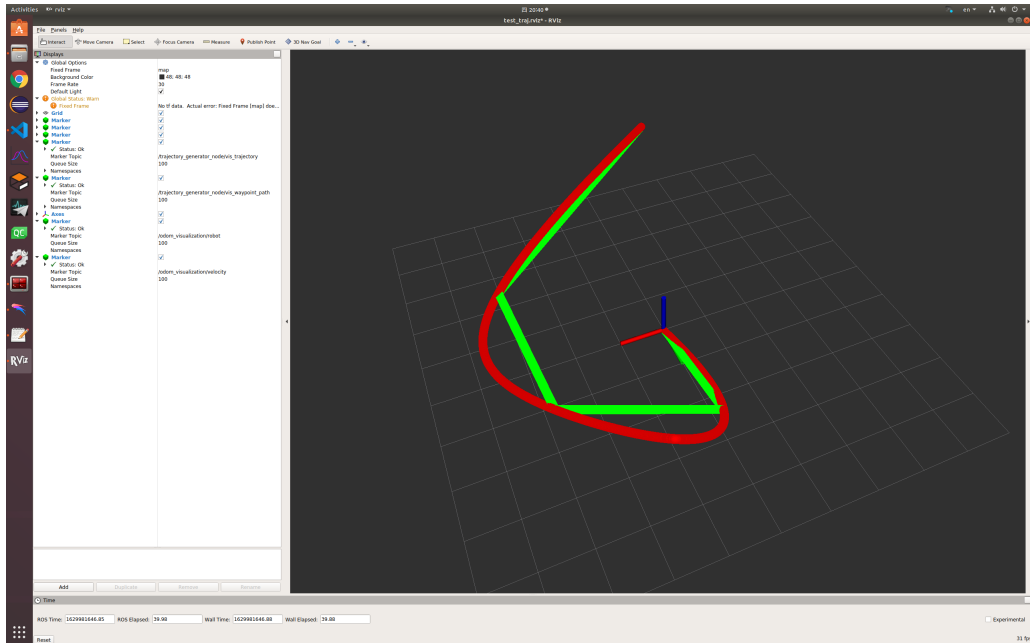 Activities rviz 20:40 en
test_traj.rviz* - RViz
File Panels Help
Interact Move Camera Select Focus Camera Measure Publish Point 3D Nav Goal
Displays
Global Options
Fixed Frame map
Background Color 48; 48; 48
Frame Rate 30
Default Light
Global Status: Warn
Fixed Frame No tf data. Actual error: Fixed Frame [map] doe...
Grid
Marker
Marker
Marker
Marker
Status: Ok
Marker Topic /trajectory_generator_node/vis_trajectory
Queue Size 100
Namespaces
Marker
Status: Ok
Marker Topic /trajectory_generator_node/vis_waypoint_path
Queue Size 100
Namespaces
Axes
Marker
Status: Ok
Marker Topic /odom_visualization/robot
Queue Size 100
Namespaces
Marker
Status: Ok
Marker Topic /odom_visualization/velocity
Queue Size 100
Namespaces
QC
RViz
Add Duplicate Remove Rename
Time
ROS Time: 1629981646.85 ROS Elapsed: 39.98 Wall Time: 1629981646.88 Wall Elapsed: 39.88 Experimental
Reset 31 fps